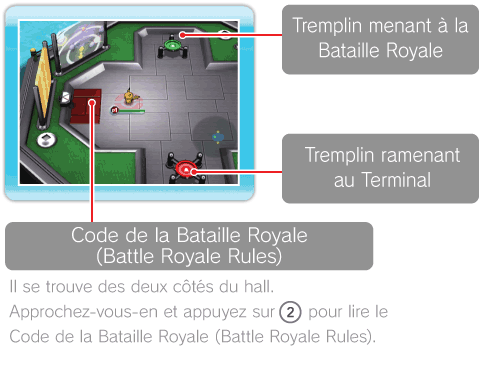 Tremplin menant à la
Bataille Royale
Tremplin ramenant
au Terminal
Code de la Bataille Royale
(Battle Royale Rules)
Il se trouve des deux côtés du hall.
Approchez-vous-en et appuyez sur 2 pour lire le
Code de la Bataille Royale (Battle Royale Rules).